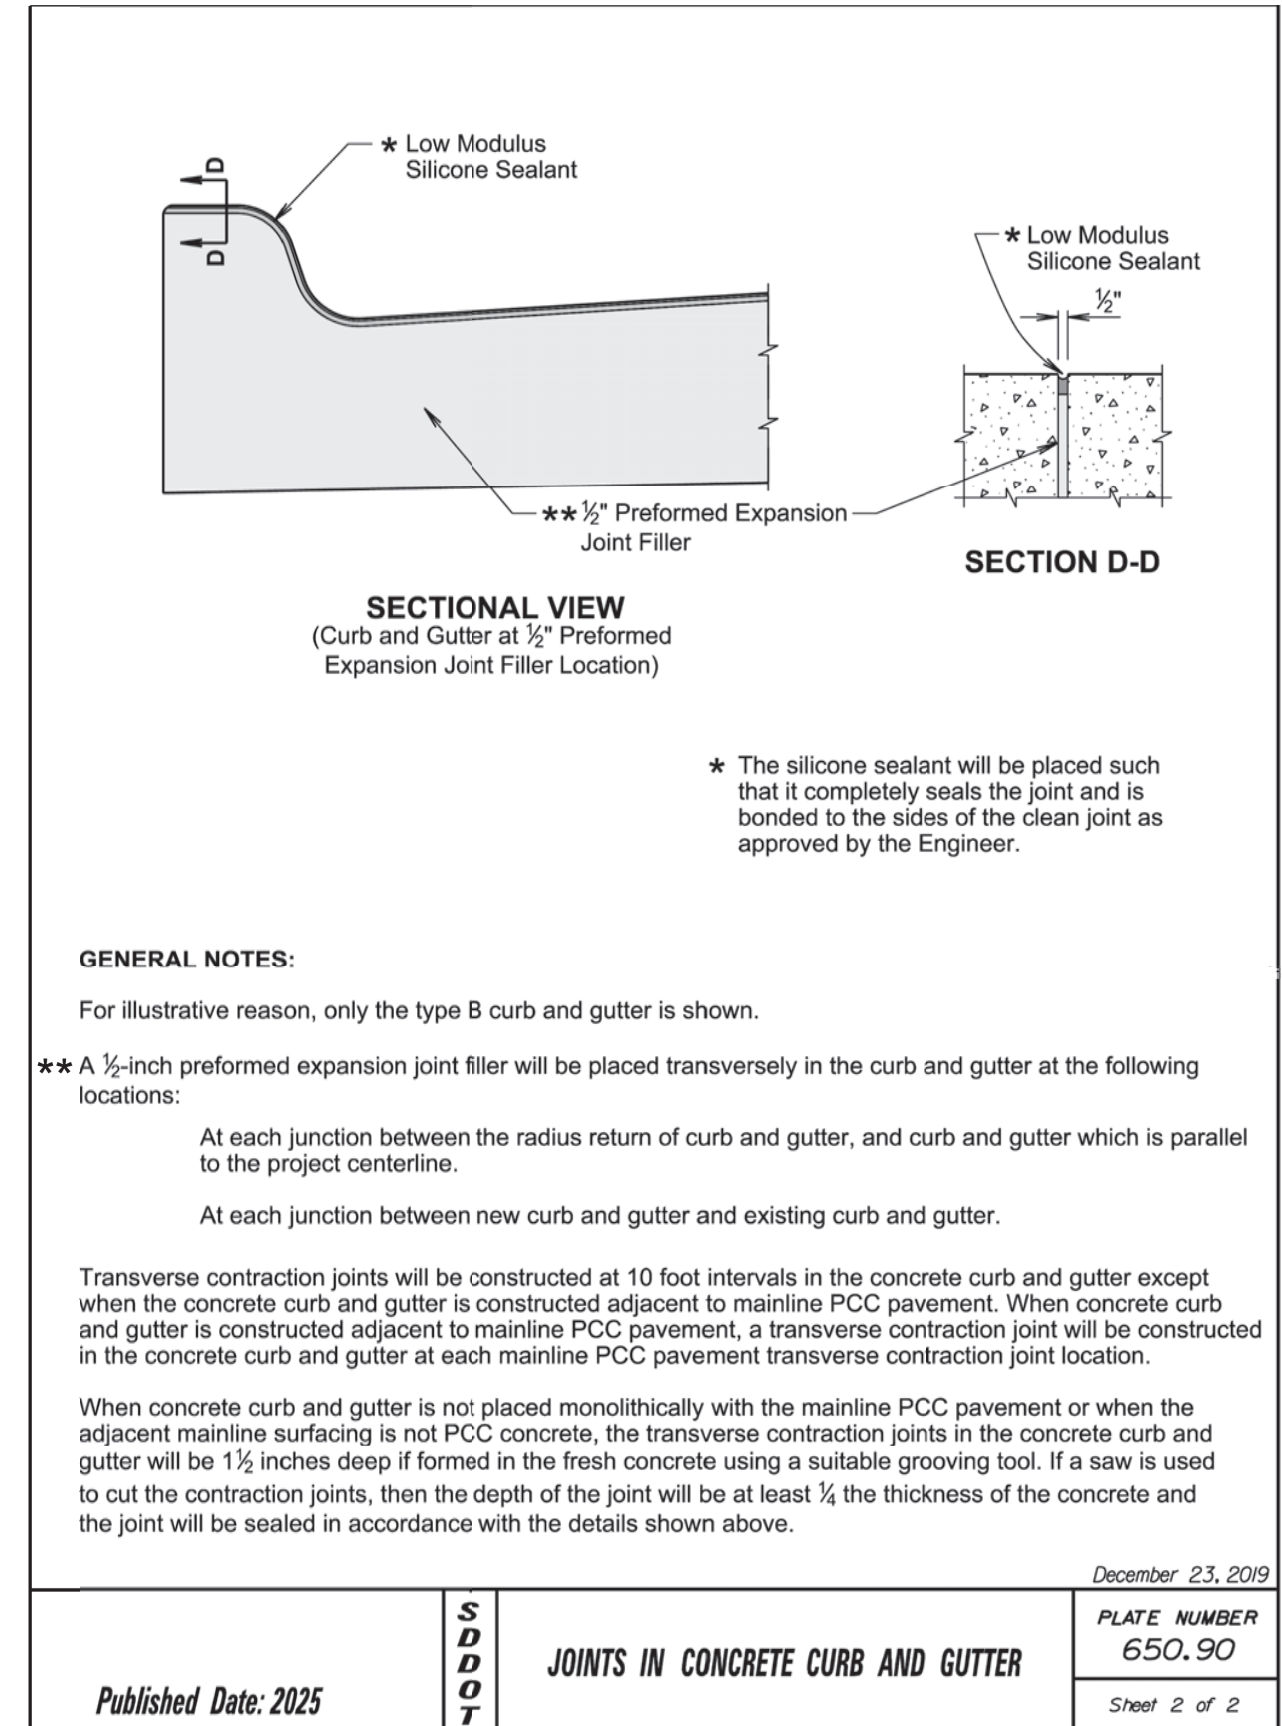 * Low Modulus
Silicone Sealant
D
D
* Low Modulus
Silicone Sealant
½"
** ½" Preformed Expansion
Joint Filler
SECTION D-D
SECTIONAL VIEW
(Curb and Gutter at ½" Preformed
Expansion Joint Filler Location)
* The silicone sealant will be placed such
that it completely seals the joint and is
bonded to the sides of the clean joint as
approved by the Engineer.
GENERAL NOTES:
For illustrative reason, only the type B curb and gutter is shown.
** A ½-inch preformed expansion joint filler will be placed transversely in the curb and gutter at the following
locations:
At each junction between the radius return of curb and gutter, and curb and gutter which is parallel
to the project centerline.
At each junction between new curb and gutter and existing curb and gutter.
Transverse contraction joints will be constructed at 10 foot intervals in the concrete curb and gutter except
when the concrete curb and gutter is constructed adjacent to mainline PCC pavement. When concrete curb
and gutter is constructed adjacent to mainline PCC pavement, a transverse contraction joint will be constructed
in the concrete curb and gutter at each mainline PCC pavement transverse contraction joint location.
When concrete curb and gutter is not placed monolithically with the mainline PCC pavement or when the
adjacent mainline surfacing is not PCC concrete, the transverse contraction joints in the concrete curb and
gutter will be 1½ inches deep if formed in the fresh concrete using a suitable grooving tool. If a saw is used
to cut the contraction joints, then the depth of the joint will be at least ¼ the thickness of the concrete and
the joint will be sealed in accordance with the details shown above.
December 23, 2019
Published Date: 2025
S
D
D
O
T
JOINTS IN CONCRETE CURB AND GUTTER
PLATE NUMBER
650.90
Sheet 2 of 2